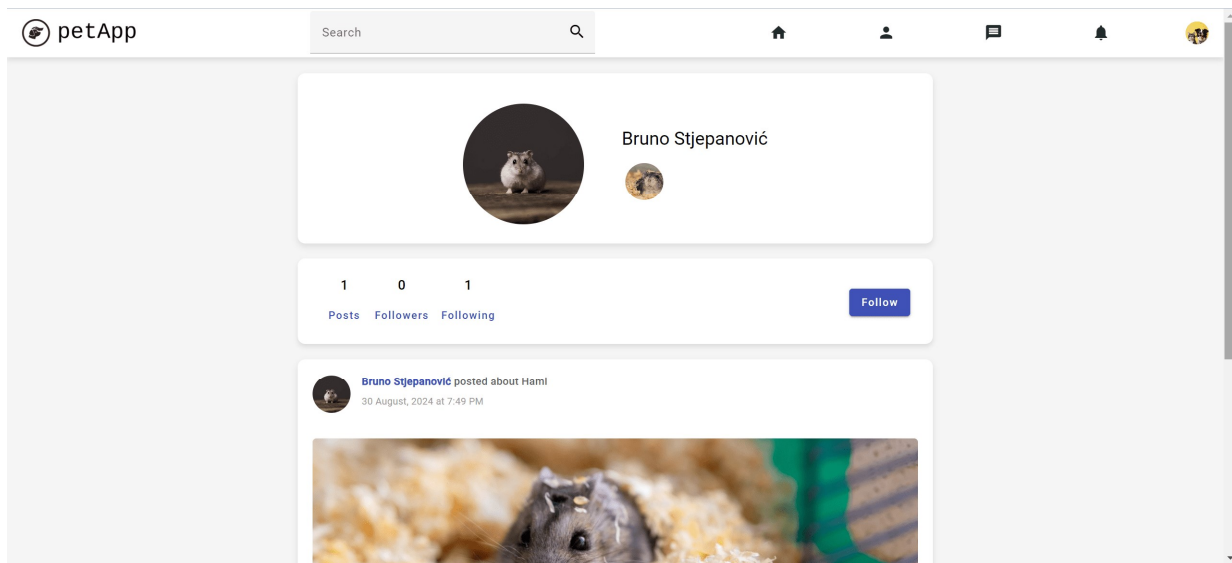 petApp
Search
Bruno Stjepanović
1 0 1
Posts Followers Following
Follow
Bruno Stjepanović posted about Hami
30 August, 2024 at 7:49 PM